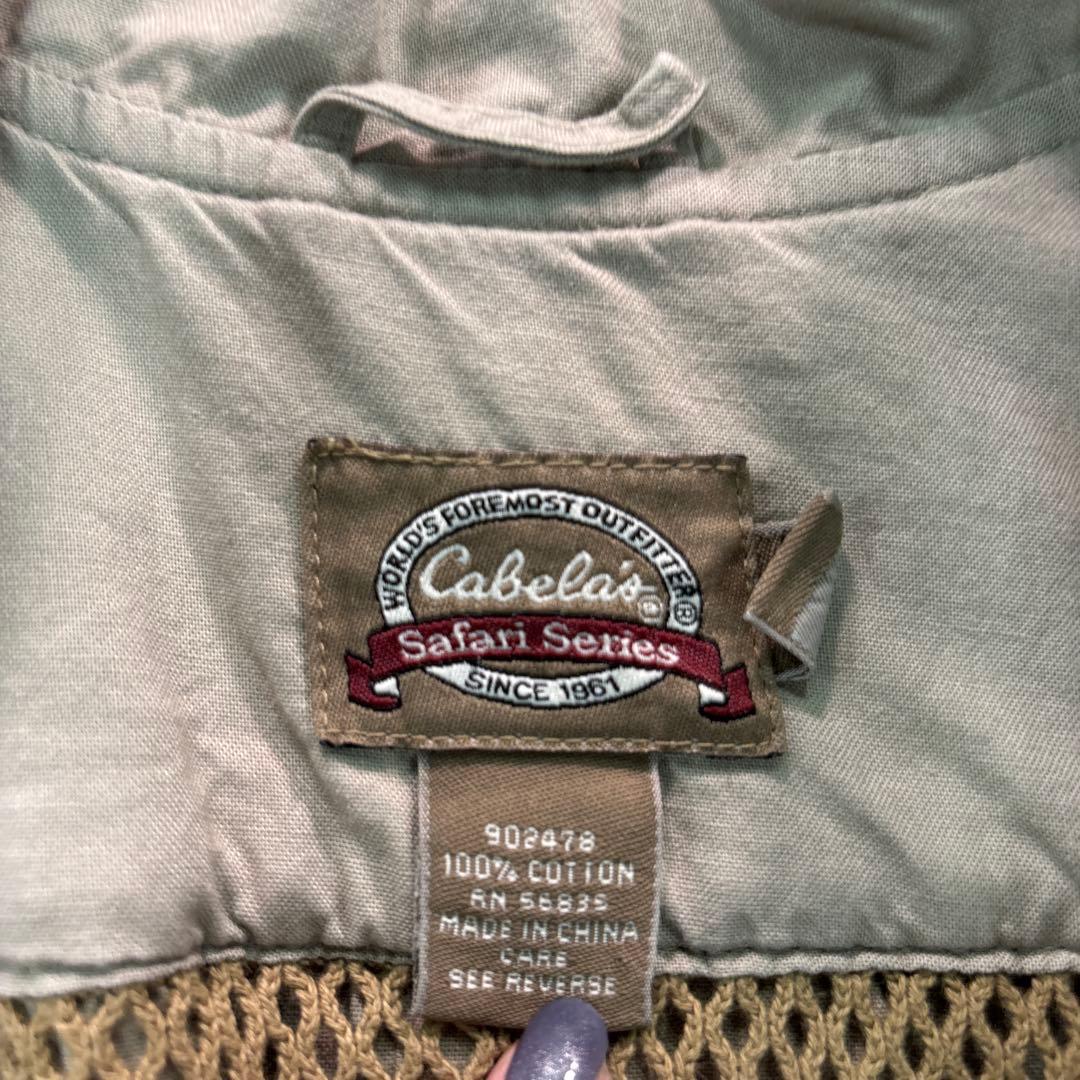 WORLD'S FOREMOST OUTFITTER®
Cabela's®
Safari Series
SINCE 1961
902478
100% COTTON
RN 56835
MADE IN CHINA
CARE
SEE REVERSE